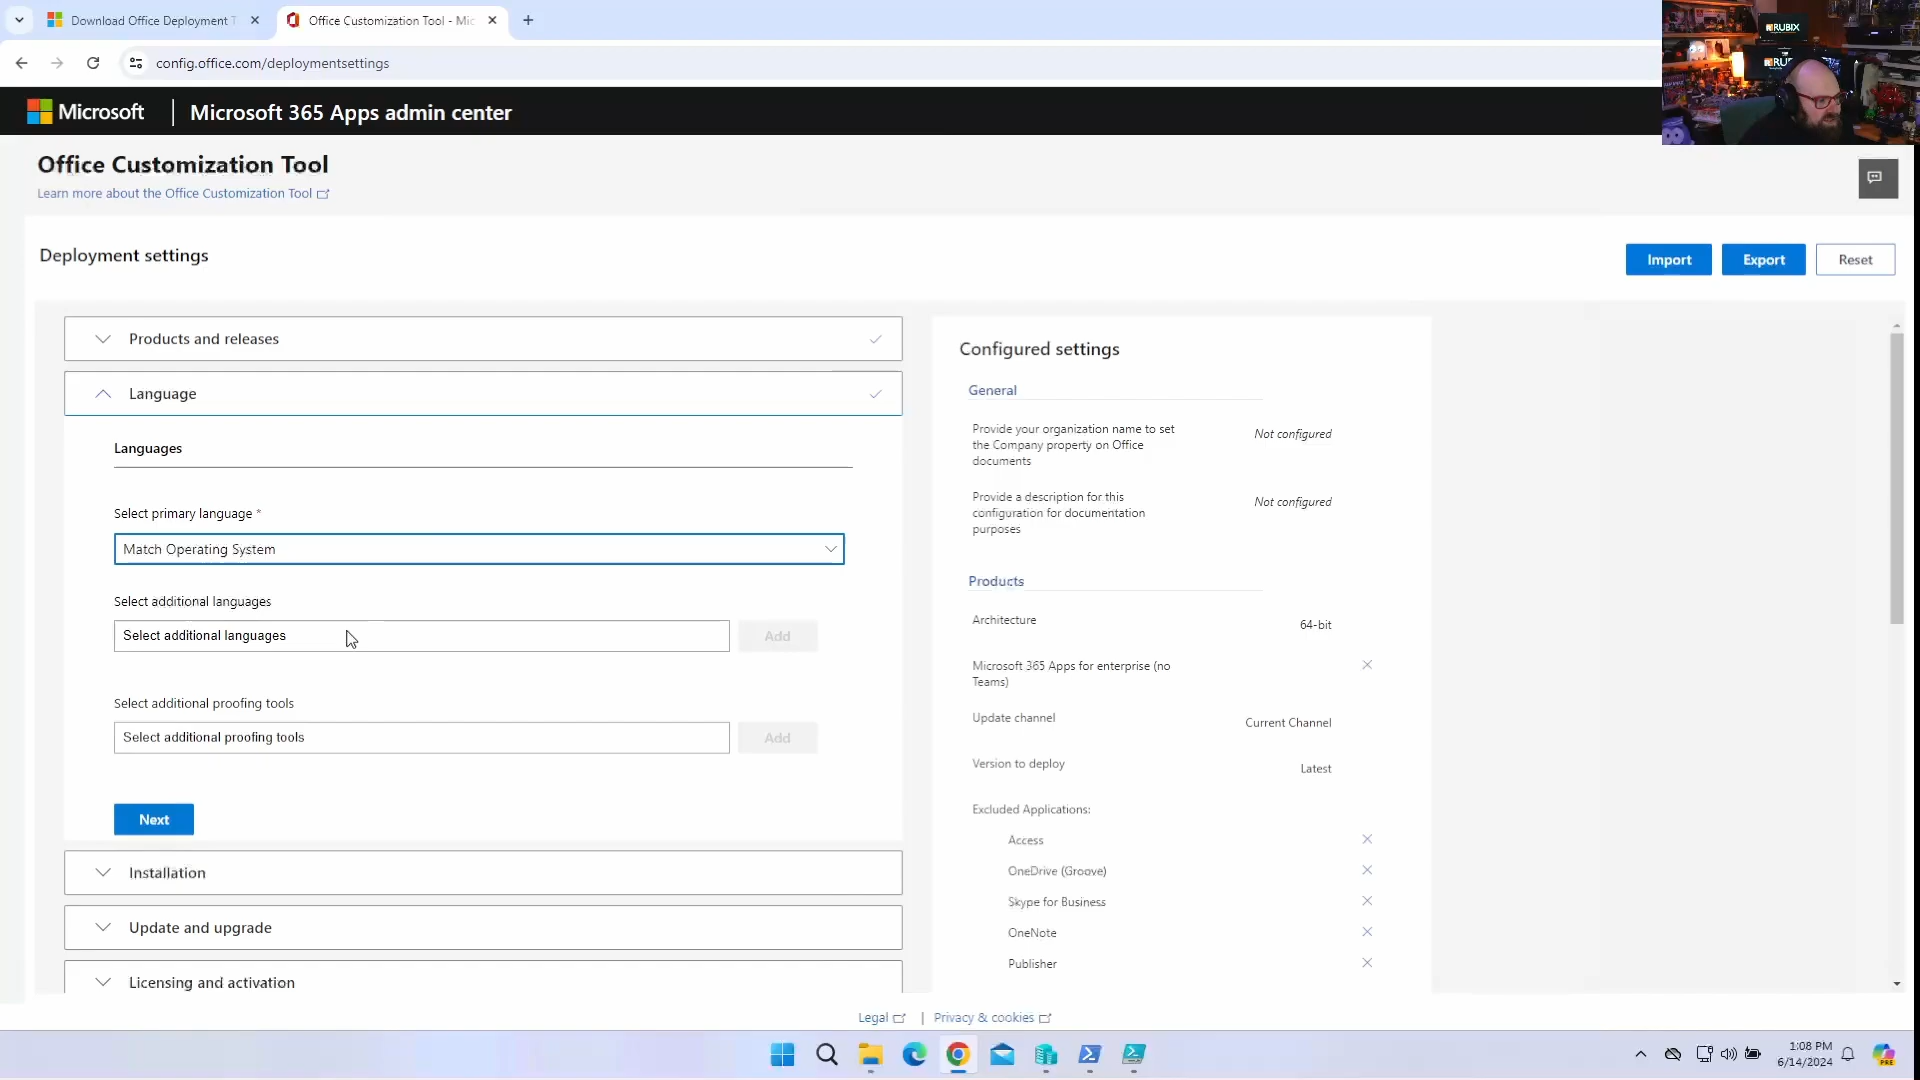 Download Office Deployment T
Office Customization Tool - Mic
config.office.com/deploymentsettings
RUBIX
Microsoft | Microsoft 365 Apps admin center
Office Customization Tool
Learn more about the Office Customization Tool
Deployment settings
Import
Export
Reset
Products and releases
Language
Languages
Select primary language *
Match Operating System
Select additional languages
Select additional languages
Add
Select additional proofing tools
Select additional proofing tools
Add
Next
Installation
Update and upgrade
Licensing and activation
Configured settings
General
Provide your organization name to set
the Company property on Office
documents
Not configured
Provide a description for this
configuration for documentation
purposes
Not configured
Products
Architecture
64-bit
Microsoft 365 Apps for enterprise (no
Teams)
Update channel
Current Channel
Version to deploy
Latest
Excluded Applications:
Access
OneDrive (Groove)
Skype for Business
OneNote
Publisher
Legal | Privacy & cookies
1:08 PM
6/14/2024
PRE